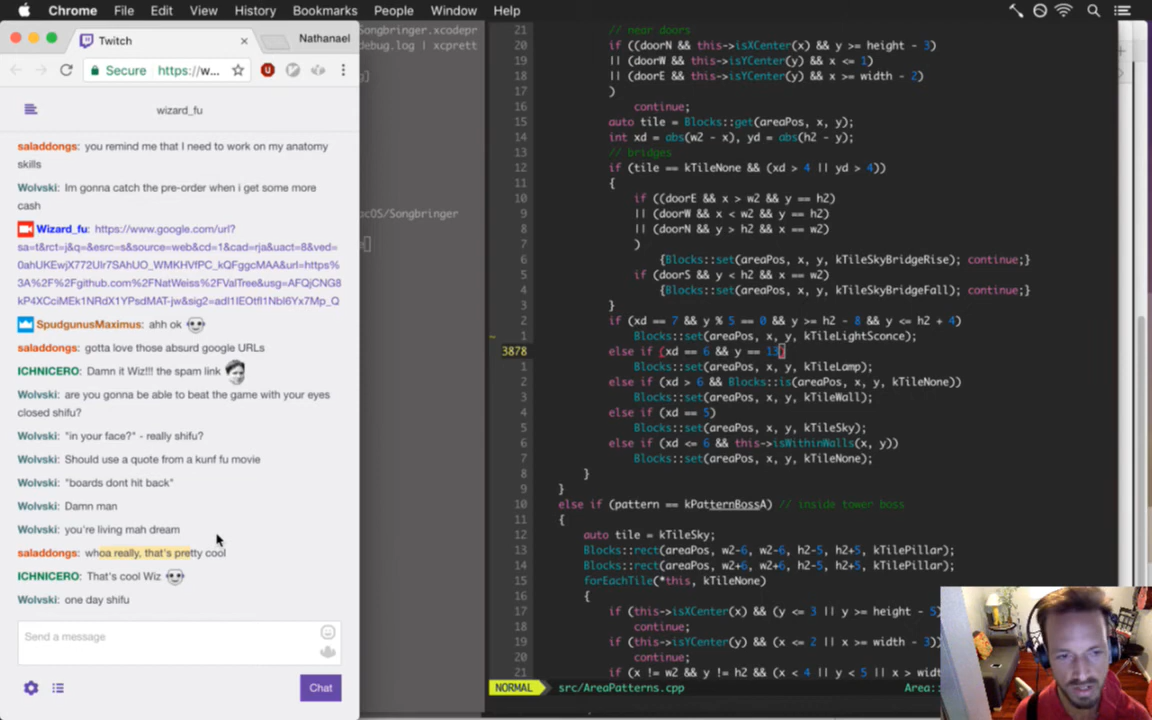 Chrome File Edit View History Bookmarks People Window Help
Twitch
Nathanael
Secure https://w...
wizard_fu
saladdongs: you remind me that I need to work on my anatomy
skills
Wolvski: Im gonna catch the pre-order when i get some more
cash
Wizard_fu: https://www.google.com/url?
sa=t&rct=j&q=&esrc=s&source=web&cd=1&cad=rja&uact=8&ved=
%3A%2F%2Fgithub.com%2FNatWeiss%2FValTree&usg=AFQjCNG8
SpudgunusMaximus: ahh ok
saladdongs: gotta love those absurd google URLs
ICHNICERO: Damn it Wiz!!! the spam link
Wolvski: are you gonna be able to beat the game with your eyes
closed shifu?
Wolvski: "in your face?" - really shifu?
Wolvski: Should use a quote from a kunf fu movie
Wolvski: "boards dont hit back"
Wolvski: Damn man
Wolvski: you're living mah dream
saladdongs: whoa really, that's pretty cool
ICHNICERO: That's cool Wiz
Wolvski: one day shifu
Send a message
Chat
Songbringer.xcodepr
debug.log | xcprett
acOS/Songbringer
21 // near doors
20 if ((doorN && this->isXCenter(x) && y >= height - 3)
19 || (doorW && this->isYCenter(y) && x <= 1)
18 || (doorE && this->isYCenter(y) && x >= width - 2)
17 )
16 continue;
15 auto tile = Blocks::get(areaPos, x, y);
14 int xd = abs(w2 - x), yd = abs(h2 - y);
13 // bridges
12 if (tile == kTileNone && (xd > 4 || yd > 4))
11 {
10 if ((doorE && x > w2 && y == h2)
9 || (doorW && x < w2 && y == h2)
8 || (doorN && y > h2 && x == w2)
7 )
6 {Blocks::set(areaPos, x, y, kTileSkyBridgeRise); continue;}
5 if (doorS && y < h2 && x == w2)
4 {Blocks::set(areaPos, x, y, kTileSkyBridgeFall); continue;}
3 }
2 if (xd == 7 && y % 5 == 0 && y >= h2 - 8 && y <= h2 + 4)
~ 1 Blocks::set(areaPos, x, y, kTileLightSconce);
3878 else if (xd == 6 && y == 13)
1 Blocks::set(areaPos, x, y, kTileLamp);
2 else if (xd > 6 && Blocks::is(areaPos, x, y, kTileNone))
3 Blocks::set(areaPos, x, y, kTileWall);
4 else if (xd == 5)
5 Blocks::set(areaPos, x, y, kTileSky);
6 else if (xd <= 6 && this->isWithinWalls(x, y))
7 Blocks::set(areaPos, x, y, kTileNone);
8 }
9 }
10 else if (pattern == kPatternBossA) // inside tower boss
11 {
12 auto tile = kTileSky;
13 Blocks::rect(areaPos, w2-6, w2-6, h2-5, h2+5, kTilePillar);
14 Blocks::rect(areaPos, w2+6, w2+6, h2-5, h2+5, kTilePillar);
15 forEachTile(*this, kTileNone)
16 {
17 if (this->isXCenter(x) && (y <= 3 || y >= height - 5)
18 continue;
19 if (this->isYCenter(y) && (x <= 2 || x >= width - 3)
20 continue;
21 if (x != w2 && y != h2 && (x < 4 || y < 5 || x > widt
NORMAL src/AreaPatterns.cpp Area::